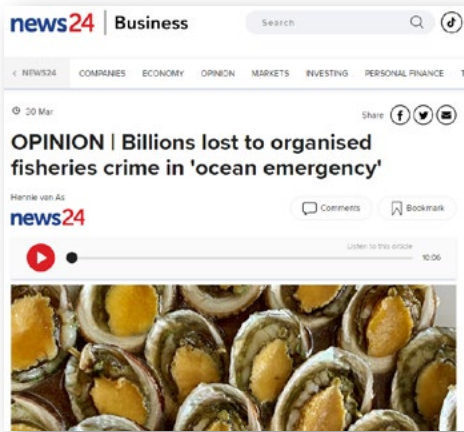 news24 | Business
Search
< NEWS24 COMPANIES ECONOMY OPINION MARKETS INVESTING PERSONAL FINANCE
30 Mar
Share
OPINION | Billions lost to organised
fisheries crime in 'ocean emergency'
Hennie van As
news24
Comments Bookmark
Listen to this article
10:06